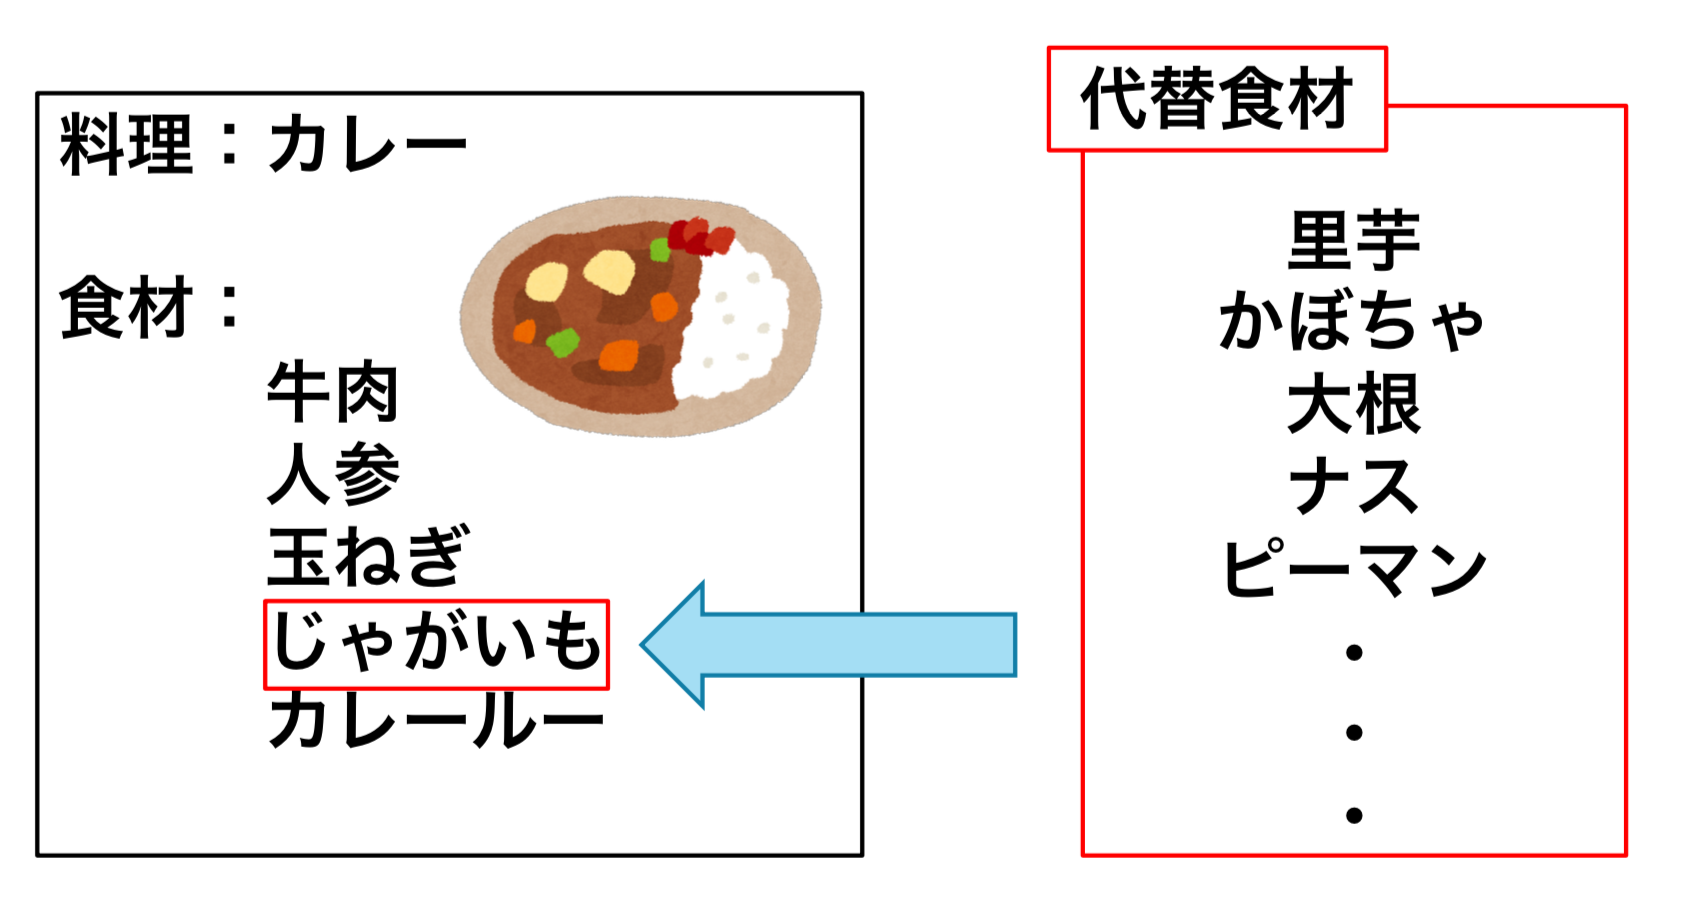 料理：カレー
食材：
牛肉
人参
玉ねぎ
じゃがいも
カレールー
代替食材
里芋
かぼちゃ
大根
ナス
ピーマン
・
・
・